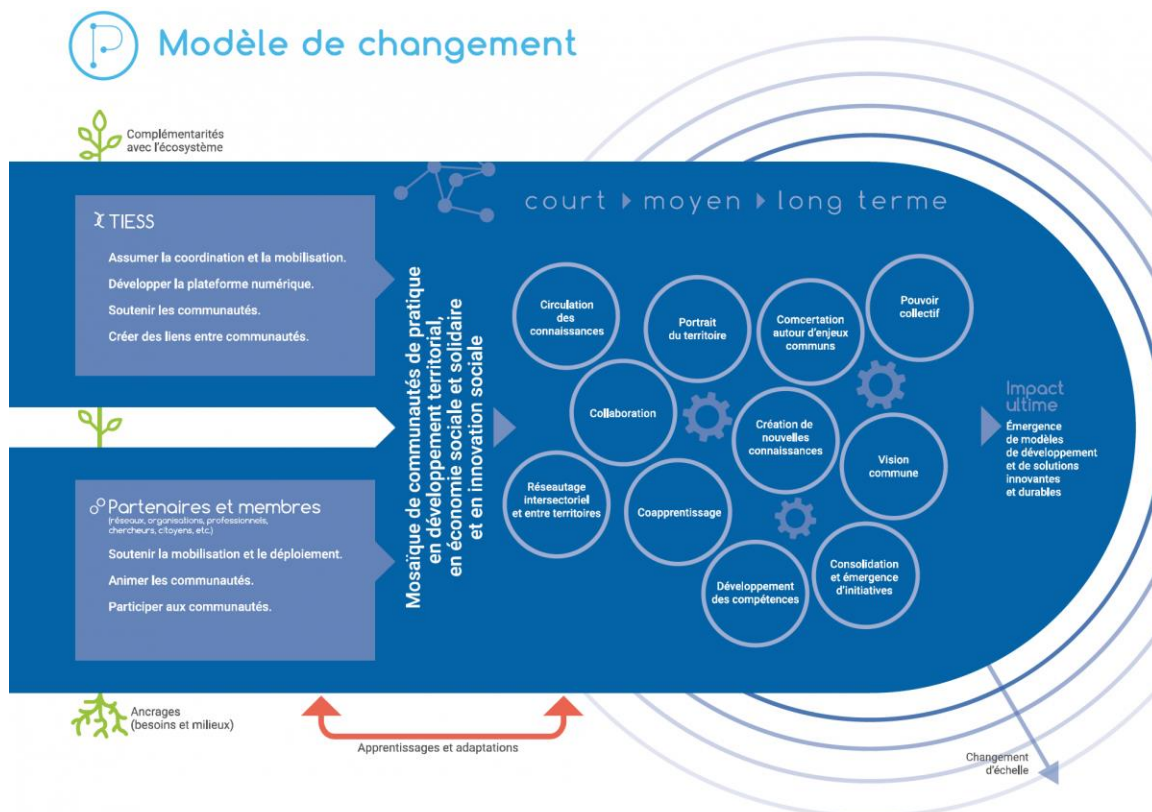 Modèle de changement
Complémentarités
avec l'écosystème
TIESS
Assumer la coordination et la mobilisation.
Développer la plateforme numérique.
Soutenir les communautés.
Créer des liens entre communautés.
Partenaires et membres
(réseaux, organisations, professionnels,
chercheurs, citoyens, etc.)
Soutenir la mobilisation et le déploiement.
Animer les communautés.
Participer aux communautés.
Ancrages
(besoins et milieux)
Apprentissages et adaptations
Mosaïque de communautés de pratique
en développement territorial,
en économie sociale et solidaire
et en innovation sociale
court moyen long terme
Circulation
des
connaissances
Portrait
du territoire
Comcertation
autour d'enjeux
communs
Pouvoir
collectif
Collaboration
Création de
nouvelles
connaissances
Vision
commune
Réseautage
intersectoriel
et entre territoires
Coapprentissage
Développement
des compétences
Consolidation
et émergence
d'initiatives
Impact
ultime
Émergence
de modèles
de développement
et de solutions
innovantes
et durables
Changement
d'échelle